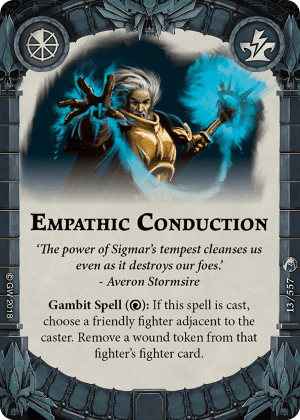 EMPATHIC CONDUCTION
‘The power of Sigmar’s tempest cleanses us
even as it destroys our foes.’
- Averon Stormsire
Gambit Spell (): If this spell is cast,
choose a friendly fighter adjacent to the
caster. Remove a wound token from that
fighter’s fighter card.
© GW 2018
13/557